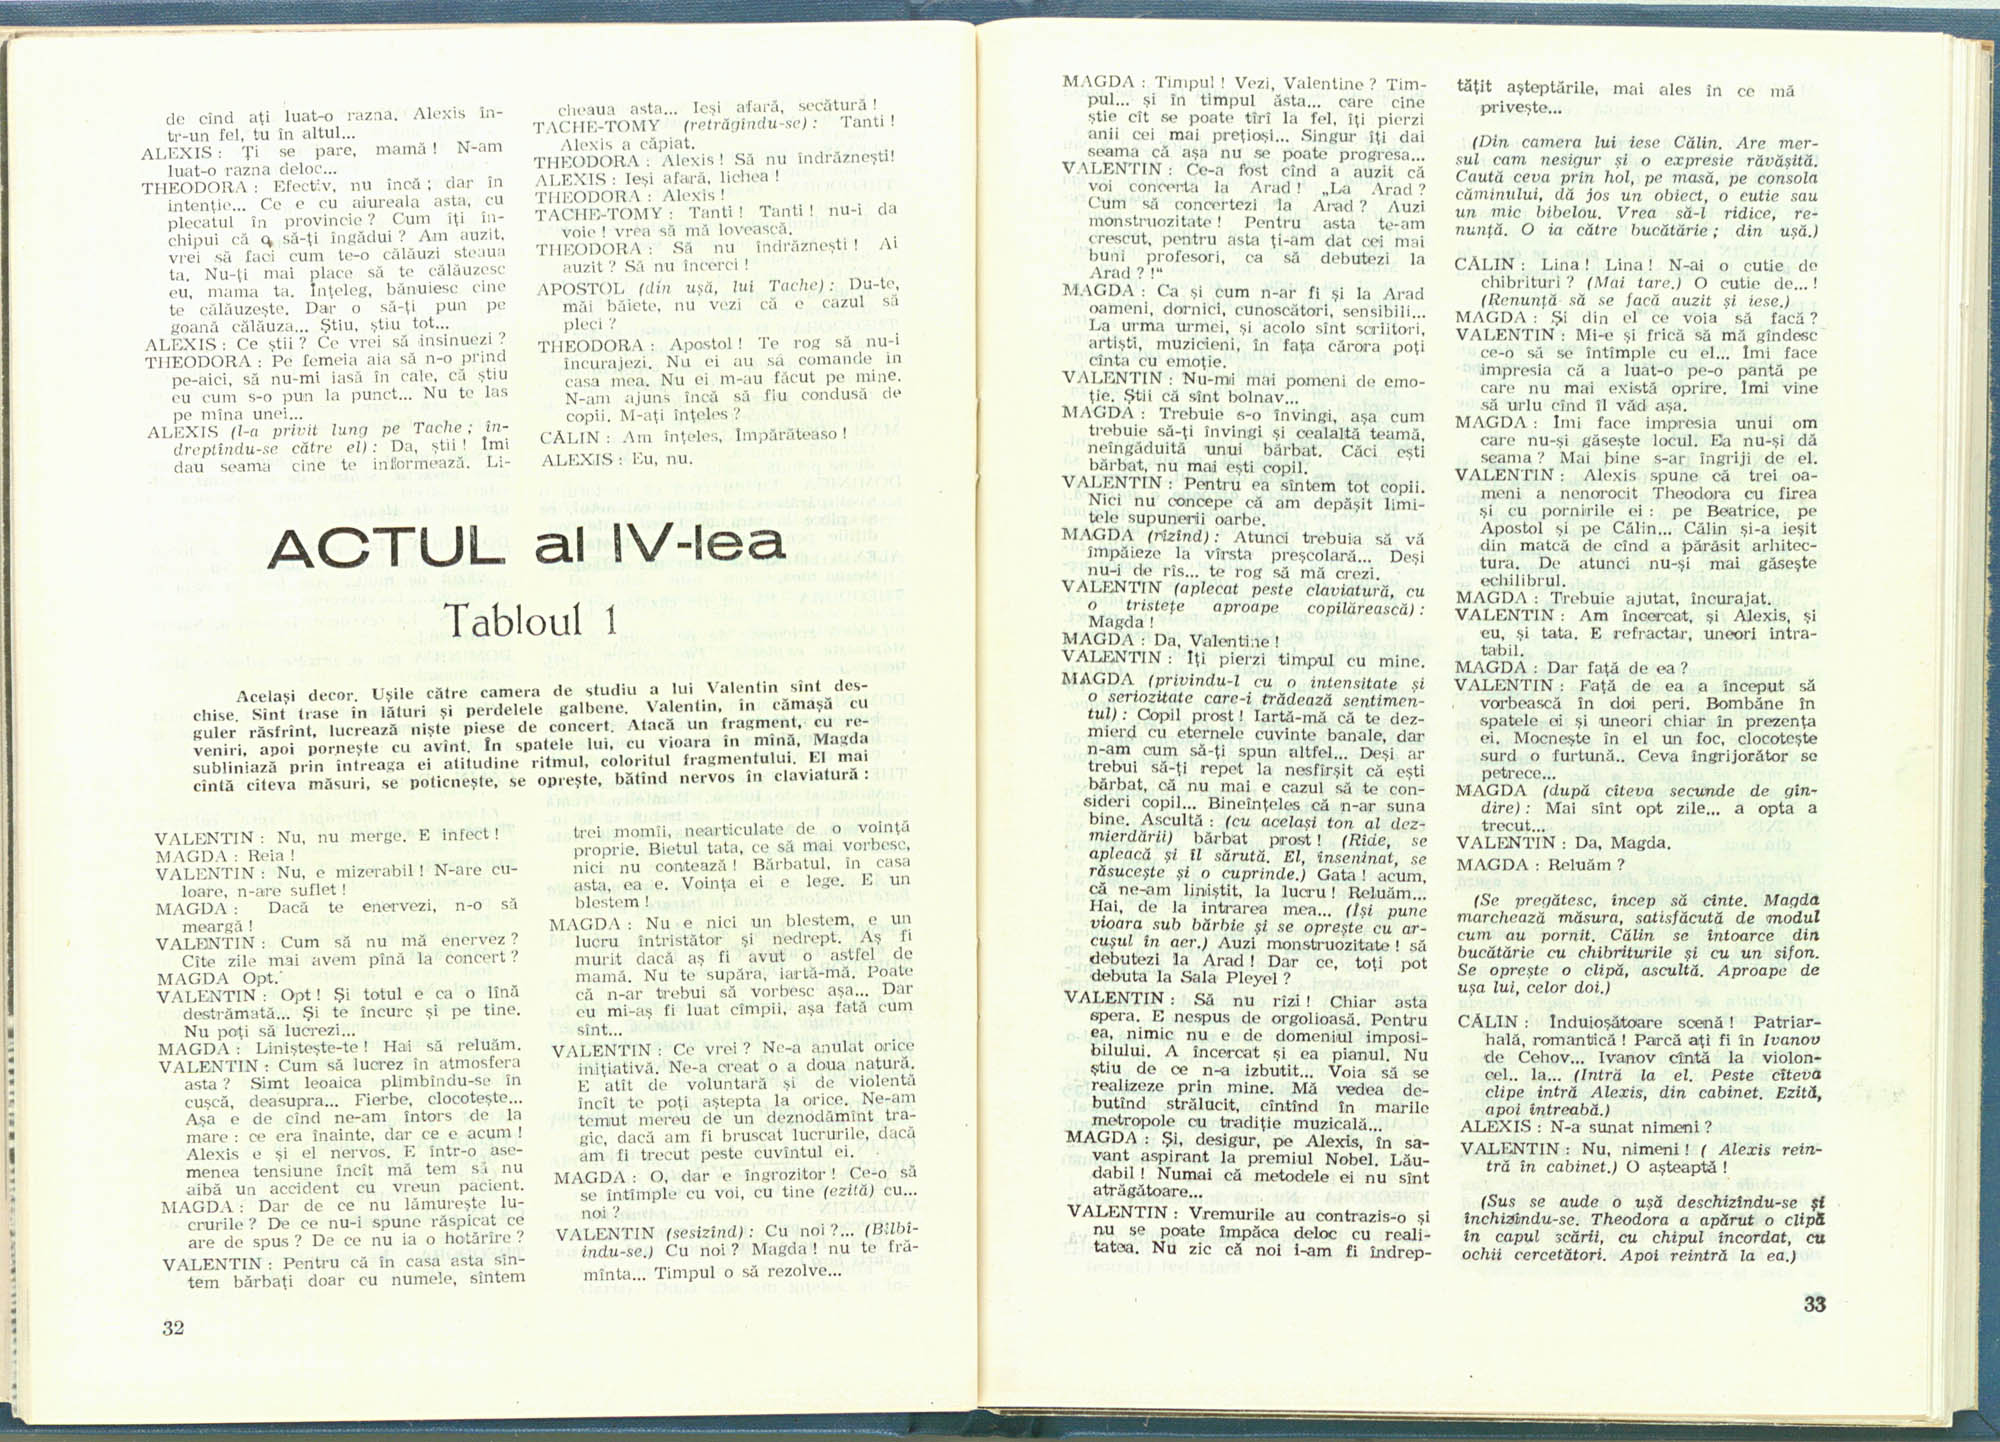 de cînd ați luat-o razna. Alexis în-
tr-un fel, tu în altul...
ALEXIS : Ți se pare, mamă ! N-am
luat-o razna deloc...
THEODORA : Efectiv, nu încă ; dar în
intenție... Ce e cu aiureala asta, cu
plecatul în provincie ? Cum îți în-
chipui că o să-ți îngădui ? Am auzit,
vrei să faci cum te-o călăuzi steaua
ta. Nu-ți mai place să te călăuzesc
eu, mama ta. Înțeleg, bănuiesc cine
te călăuzește. Dar o să-ți pun pe
goană călăuza... Știu, știu tot...
ALEXIS : Ce știi ? Ce vrei să insinuezi ?
THEODORA : Pe femeia aia să n-o prind
pe-aici, să nu-mi iasă în cale, că știu
eu cum s-o pun la punct... Nu te las
pe mîna unei...
ALEXIS (l-a privit lung pe Tache ; în-
dreptîndu-se către el) : Da, știi ! Îmi
dau seama cine te informează. Li-
cheaua asta... Ieși afară, secătură !
TACHE-TOMY (retrăgîndu-se) : Tanti !
Alexis a căpiat.
THEODORA : Alexis ! Să nu îndrăznești!
ALEXIS : Ieși afară, lichea !
THEODORA : Alexis !
TACHE-TOMY : Tanti ! Tanti ! nu-i da
voie ! vrea să mă lovească.
THEODORA : Să nu îndrăznești ! Ai
auzit ? Să nu încerci !
APOSTOL (din ușă, lui Tache) : Du-te,
măi băiete, nu vezi că e cazul să
pleci ?
THEODORA : Apostol ! Te rog să nu-i
încurajezi. Nu ei au să comande în
casa mea. Nu ei m-au făcut pe mine.
N-am ajuns încă să fiu condusă de
copii. M-ați înțeles ?
CĂLIN : Am înțeles, Împărăteaso !
ALEXIS : Eu, nu.
ACTUL al IV-lea
Tabloul 1
Același decor. Ușile către camera de studiu a lui Valentin sînt des-
chise. Sînt trase în lături și perdelele galbene. Valentin, în cămașă cu
guler răsfrînt, lucrează niște piese de concert. Atacă un fragment, cu re-
veniri, apoi pornește cu avînt. În spatele lui, cu vioara în mînă, Magda
subliniază prin întreaga ei atitudine ritmul, coloritul fragmentului. El mai
cîntă cîteva măsuri, se poticnește, se oprește, bătînd nervos în claviatură :
VALENTIN : Nu, nu merge. E infect !
MAGDA : Reia !
VALENTIN : Nu, e mizerabil ! N-are cu-
loare, n-are suflet !
MAGDA : Dacă te enervezi, n-o să
meargă !
VALENTIN : Cum să nu mă enervez ?
Cîte zile mai avem pînă la concert ?
MAGDA Opt.
VALENTIN : Opt ! Și totul e ca o lînă
destrămată... Și te încurc și pe tine.
Nu poți să lucrezi...
MAGDA : Liniștește-te ! Hai să reluăm.
VALENTIN : Cum să lucrez în atmosfera
asta ? Simt leoaica plimbîndu-se în
cușcă, deasupra... Fierbe, clocotește...
Așa e de cînd ne-am întors de la
mare : ce era înainte, dar ce e acum !
Alexis e și el nervos. E într-o ase-
menea tensiune încît mă tem să nu
aibă un accident cu vreun pacient.
MAGDA : Dar de ce nu lămurește lu-
crurile ? De ce nu-i spune răspicat ce
are de spus ? De ce nu ia o hotărîre ?
VALENTIN : Pentru că în casa asta sîn-
tem bărbați doar cu numele, sîntem
trei momîi, nearticulate de o voință
proprie. Bietul tata, ce să mai vorbesc,
nici nu contează ! Bărbatul, în casa
asta, ea e. Voința ei e lege. E un
blestem !
MAGDA : Nu e nici un blestem, e un
lucru întristător și nedrept. Aș fi
murit dacă aș fi avut o astfel de
mamă. Nu te supăra, iartă-mă. Poate
că n-ar trebui să vorbesc așa... Dar
eu mi-aș fi luat cîmpii, așa fată cum
sînt...
VALENTIN : Ce vrei ? Ne-a anulat orice
inițiativă. Ne-a creat o a doua natură.
E atît de voluntară și de violentă
încît te poți aștepta la orice. Ne-am
temut mereu de un deznodămînt tra-
gic, dacă am fi bruscat lucrurile, dacă
am fi trecut peste cuvîntul ei.
MAGDA : O, dar e îngrozitor ! Ce-o să
se întîmple cu voi, cu tine (ezită) cu...
noi ?
VALENTIN (sesizînd) : Cu noi ?... (Bîlbî-
indu-se.) Cu noi ? Magda ! nu te fră-
mînta... Timpul o să rezolve...
32
MAGDA : Timpul ! Vezi, Valentine ? Tim-
pul... și în timpul ăsta... care cine
știe cît se poate tîrî la fel, îți pierzi
anii cei mai prețioși... Singur îți dai
seama că așa nu se poate progresa...
VALENTIN : Ce-a fost cînd a auzit că
voi concerta la Arad ! „La Arad ?
Cum să concertezi la Arad ? Auzi
monstruozitate ! Pentru asta te-am
crescut, pentru asta ți-am dat cei mai
buni profesori, ca să debutezi la
Arad ? !“
MAGDA : Ca și cum n-ar fi și la Arad
oameni, dornici, cunoscători, sensibili...
La urma urmei, și acolo sînt scriitori,
artiști, muzicieni, în fața cărora poți
cînta cu emoție.
VALENTIN : Nu-mi mai pomeni de emo-
ție. Știi că sînt bolnav...
MAGDA : Trebuie s-o învingi, așa cum
trebuie să-ți învingi și cealaltă teamă,
neîngăduită unui bărbat. Căci ești
bărbat, nu mai ești copil.
VALENTIN : Pentru ea sîntem tot copii.
Nici nu concepe că am depășit limi-
tele supunerii oarbe.
MAGDA (rîzînd) : Atunci trebuia să vă
împăieze la vîrsta preșcolară... Deși
nu-i de rîs... te rog să mă crezi.
VALENTIN (aplecat peste claviatură, cu
o tristețe aproape copilărească) :
Magda !
MAGDA : Da, Valentine !
VALENTIN : Îți pierzi timpul cu mine.
MAGDA (privindu-l cu o intensitate și
o seriozitate care-i trădează sentimen-
tul) : Copil prost ! Iartă-mă că te dez-
mierd cu eternele cuvinte banale, dar
n-am cum să-ți spun altfel... Deși ar
trebui să-ți repet la nesfîrșit că ești
bărbat, că nu mai e cazul să te con-
sideri copil... Bineînțeles că n-ar suna
bine. Ascultă : (cu același ton al dez-
mierdării) bărbat prost ! (Rîde, se
apleacă și îl sărută. El, înseninat, se
răsucește și o cuprinde.) Gata ! acum,
că ne-am liniștit, la lucru ! Reluăm...
Hai, de la intrarea mea... (Își pune
vioara sub bărbie și se oprește cu ar-
cușul în aer.) Auzi monstruozitate ! să
debutezi la Arad ! Dar ce, toți pot
debuta la Sala Pleyel ?
VALENTIN : Să nu rîzi ! Chiar asta
spera. E nespus de orgolioasă. Pentru
ea, nimic nu e de domeniul imposi-
bilului. A încercat și ea pianul. Nu
știu de ce n-a izbutit... Voia să se
realizeze prin mine. Mă vedea de-
butînd strălucit, cîntînd în marile
metropole cu tradiție muzicală...
MAGDA : Și, desigur, pe Alexis, în sa-
vant aspirant la premiul Nobel. Lău-
dabil ! Numai că metodele ei nu sînt
atrăgătoare...
VALENTIN : Vremurile au contrazis-o și
nu se poate împăca deloc cu reali-
tatea. Nu zic că noi i-am fi îndrep-
tățit așteptările, mai ales în ce mă
privește...
(Din camera lui iese Călin. Are mer-
sul cam nesigur și o expresie răvășită.
Caută ceva prin hol, pe masă, pe consola
căminului, dă jos un obiect, o cutie sau
un mic bibelou. Vrea să-l ridice, re-
nunță. O ia către bucătărie ; din ușă.)
CĂLIN : Lina ! Lina ! N-ai o cutie de
chibrituri ? (Mai tare.) O cutie de... !
(Renunță să se facă auzit și iese.)
MAGDA : Și din el ce voia să facă ?
VALENTIN : Mi-e și frică să mă gîndesc
ce-o să se întîmple cu el... Îmi face
impresia că a luat-o pe-o pantă pe
care nu mai există oprire. Îmi vine
să urlu cînd îl văd așa.
MAGDA : Îmi face impresia unui om
care nu-și găsește locul. Ea nu-și dă
seama ? Mai bine s-ar îngriji de el.
VALENTIN : Alexis spune că trei oa-
meni a nenorocit Theodora cu firea
și cu pornirile ei : pe Beatrice, pe
Apostol și pe Călin... Călin și-a ieșit
din matcă de cînd a părăsit arhitec-
tura. De atunci nu-și mai găsește
echilibrul.
MAGDA : Trebuie ajutat, încurajat.
VALENTIN : Am încercat, și Alexis, și
eu, și tata. E refractar, uneori intra-
tabil.
MAGDA : Dar față de ea ?
VALENTIN : Față de ea a început să
vorbească în doi peri. Bombăne în
spatele ei și uneori chiar în prezența
ei. Mocnește în el un foc, clocotește
surd o furtună.. Ceva îngrijorător se
petrece...
MAGDA (după cîteva secunde de gîn-
dire) : Mai sînt opt zile... a opta a
trecut...
VALENTIN : Da, Magda.
MAGDA : Reluăm ?
(Se pregătesc, încep să cînte. Magda
marchează măsura, satisfăcută de modul
cum au pornit. Călin se întoarce din
bucătărie cu chibriturile și cu un sifon.
Se oprește o clipă, ascultă. Aproape de
ușa lui, celor doi.)
CĂLIN : Înduioșătoare scenă ! Patriar-
hală, romantică ! Parcă ați fi în Ivanov
de Cehov... Ivanov cîntă la violon-
cel.. la... (Intră la el. Peste cîteva
clipe intră Alexis, din cabinet. Ezită,
apoi întreabă.)
ALEXIS : N-a sunat nimeni ?
VALENTIN : Nu, nimeni ! ( Alexis rein-
tră în cabinet.) O așteaptă !
(Sus se aude o ușă deschizîndu-se și
închizîndu-se. Theodora a apărut o clipă
în capul scării, cu chipul încordat, cu
ochii cercetători. Apoi reintră la ea.)
33